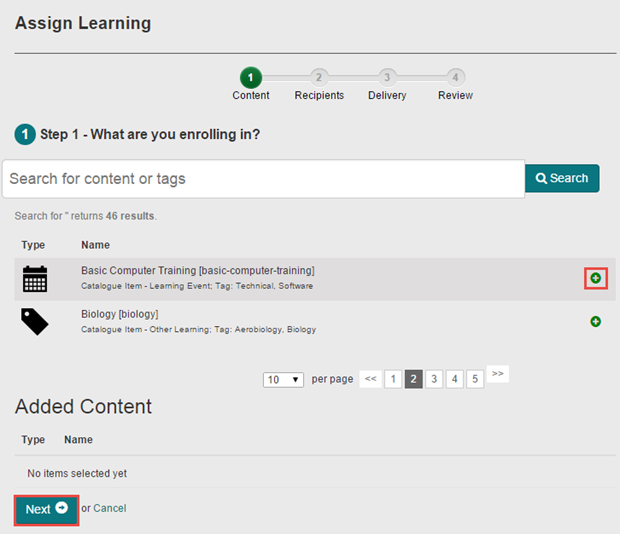 Assign Learning
1 2 3 4
Content Recipients Delivery Review
1 Step 1 - What are you enrolling in?
Search for content or tags Search
Search for '' returns 46 results.
Type Name
Basic Computer Training [basic-computer-training]
Catalogue Item - Learning Event; Tag: Technical, Software
Biology [biology]
Catalogue Item - Other Learning; Tag: Aerobiology, Biology
10 per page << 1 2 3 4 5 >>
Added Content
Type Name
No items selected yet
Next or Cancel